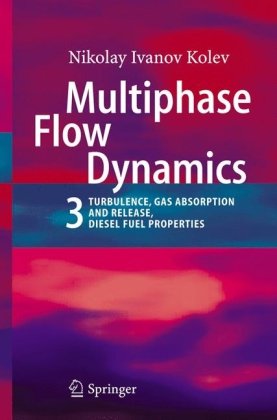 Nikolay Ivanov Kolev
Multiphase
Flow
Dynamics
3 TURBULENCE, GAS ABSORPTION
AND RELEASE,
DIESEL FUEL PROPERTIES
Springer